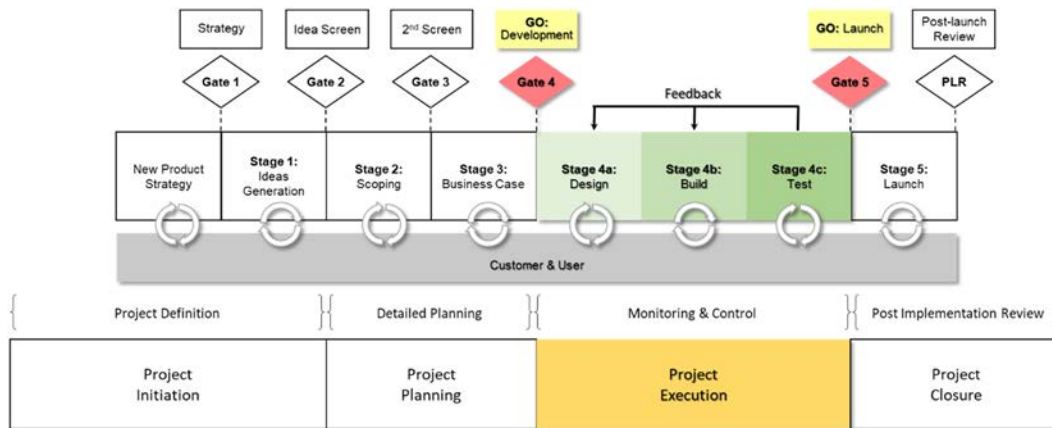 Strategy
Idea Screen
2nd Screen
GO:
Development
GO: Launch
Post-launch
Review
Gate 1
Gate 2
Gate 3
Gate 4
Gate 5
PLR
Feedback
New Product
Strategy
Stage 1:
Ideas
Generation
Stage 2:
Scoping
Stage 3:
Business Case
Stage 4a:
Design
Stage 4b:
Build
Stage 4c:
Test
Stage 5:
Launch
Customer & User
Project Definition
Detailed Planning
Monitoring & Control
Post Implementation Review
Project
Initiation
Project
Planning
Project
Execution
Project
Closure